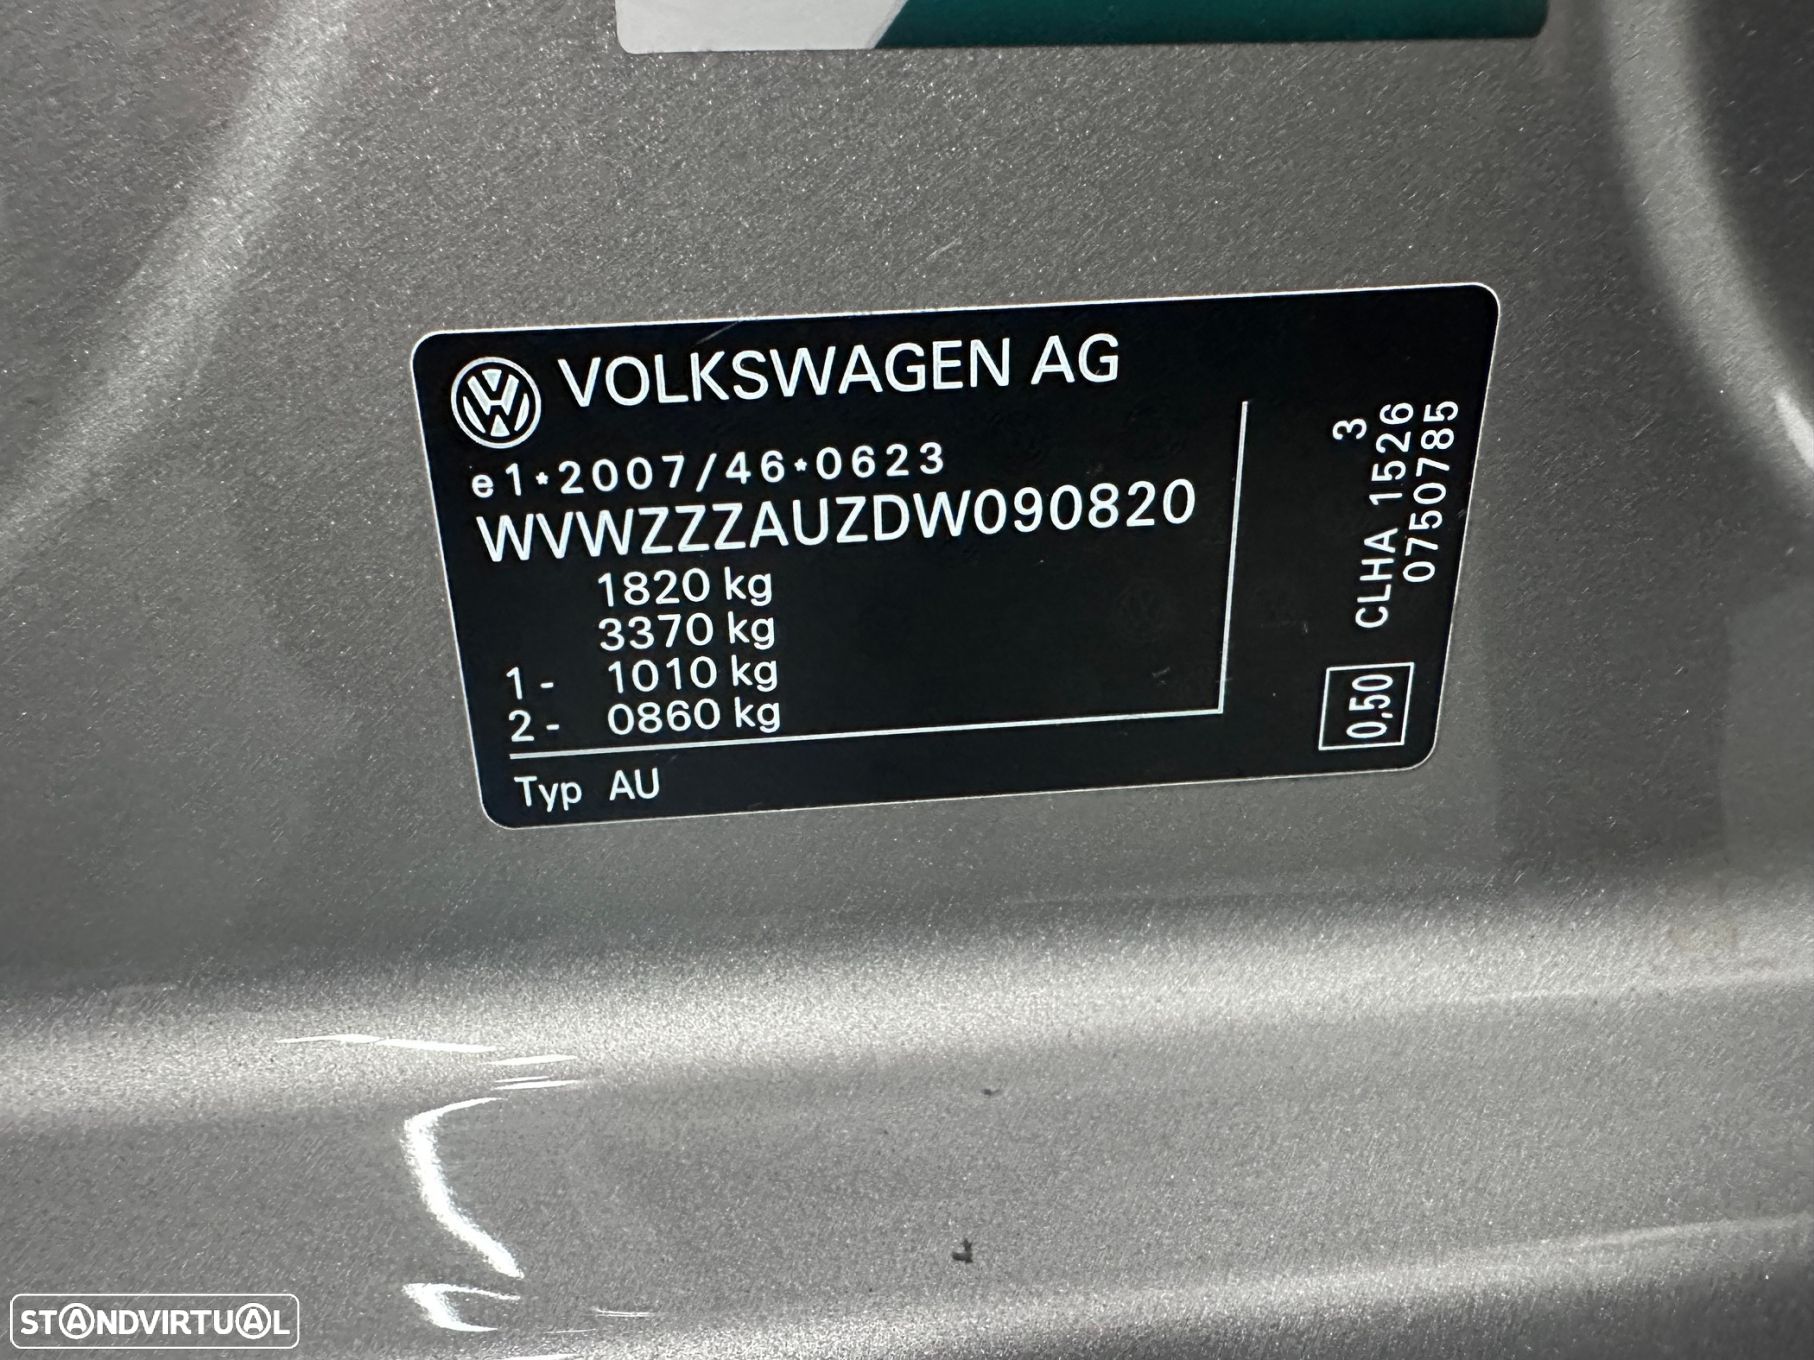 VOLKSWAGEN AG
e1*2007/46*0623
WVWZZZAUZDW090820
1820 kg
3370 kg
1- 1010 kg
2- 0860 kg
Typ AU
3
CLHA 1526
0750785
0,50
STANDVIRTUAL